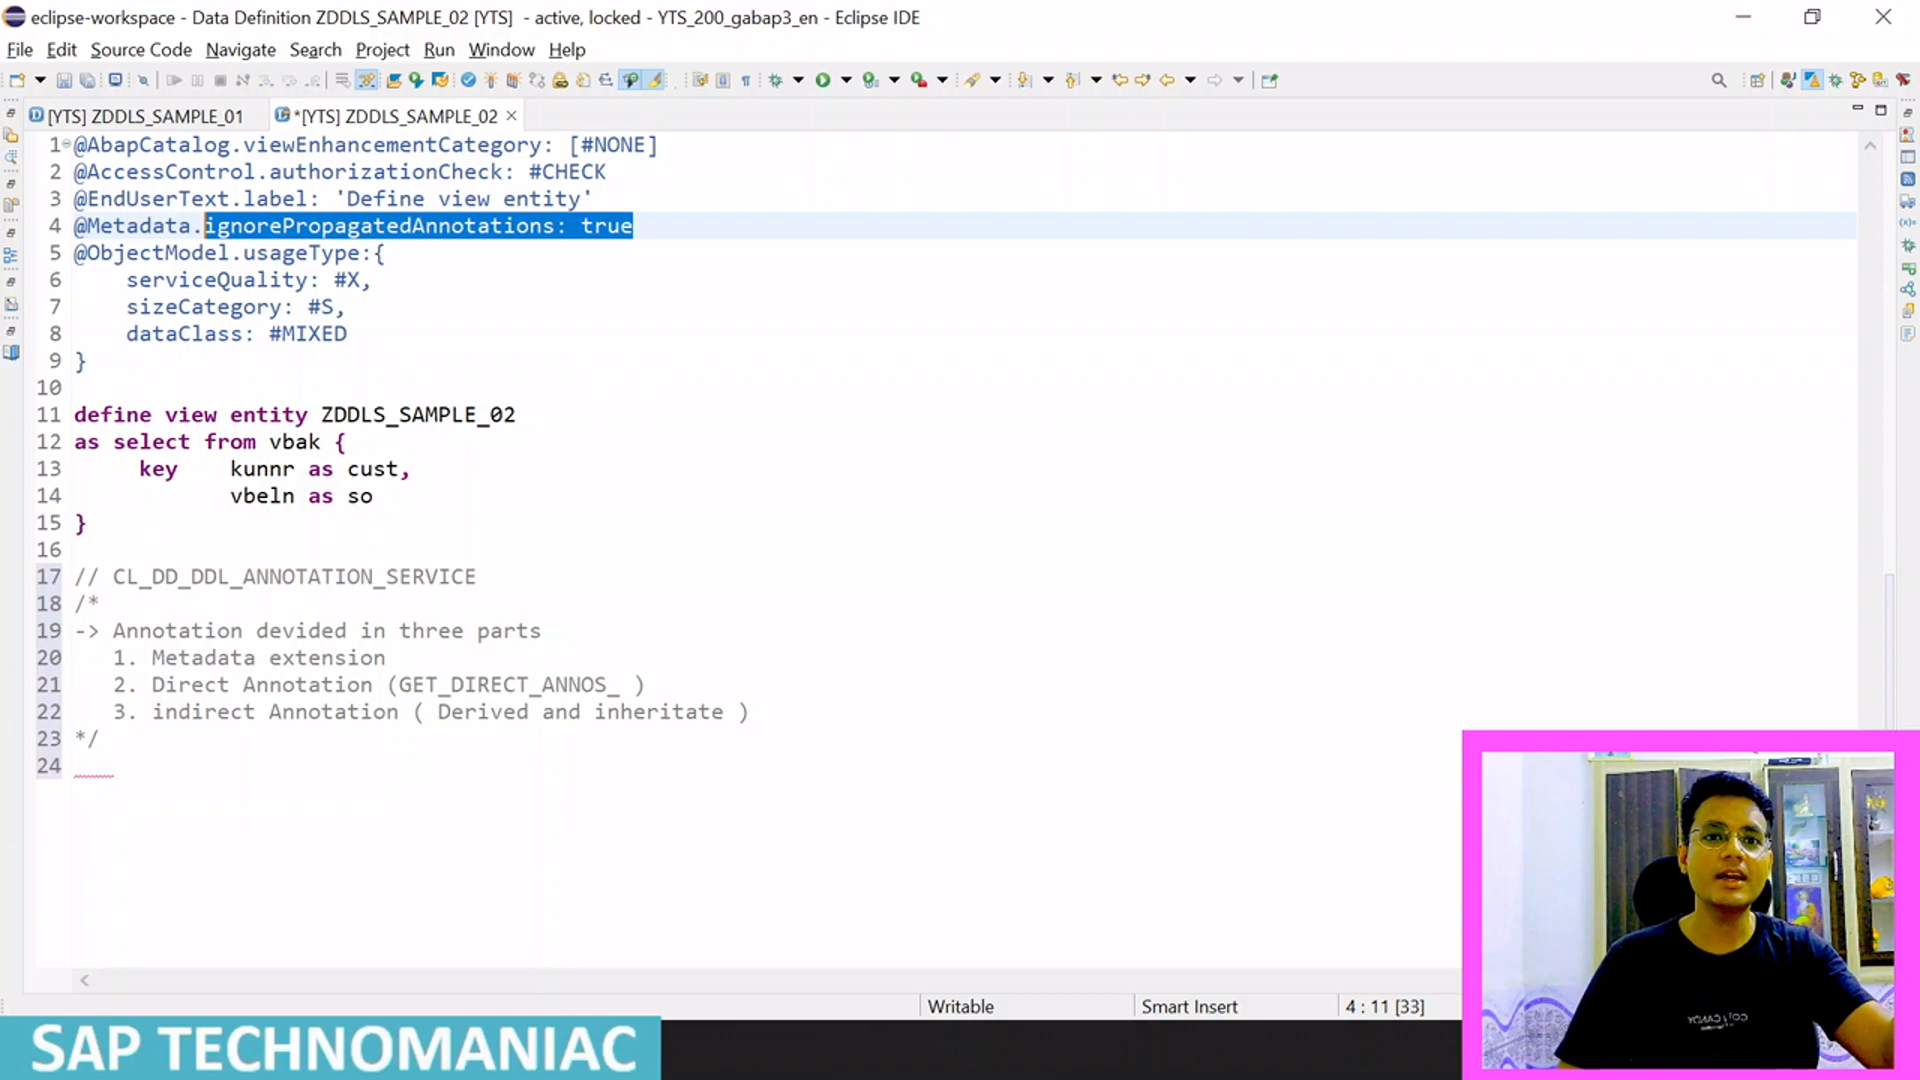 eclipse-workspace - Data Definition ZDDLS_SAMPLE_02 [YTS]  - active, locked - YTS_200_gabap3_en - Eclipse IDE
File Edit Source Code Navigate Search Project Run Window Help
[YTS] ZDDLS_SAMPLE_01
*[YTS] ZDDLS_SAMPLE_02
1 @AbapCatalog.viewEnhancementCategory: [#NONE]
2 @AccessControl.authorizationCheck: #CHECK
3 @EndUserText.label: 'Define view entity'
4 @Metadata.ignorePropagatedAnnotations: true
5 @ObjectModel.usageType:{
6     serviceQuality: #X,
7     sizeCategory: #S,
8     dataClass: #MIXED
9 }
10
11 define view entity ZDDLS_SAMPLE_02
12 as select from vbak {
13      key    kunnr as cust,
14             vbeln as so
15 }
16
17 // CL_DD_DDL_ANNOTATION_SERVICE
18 /*
19 -> Annotation devided in three parts
20    1. Metadata extension
21    2. Direct Annotation (GET_DIRECT_ANNOS_ )
22    3. indirect Annotation ( Derived and inheritate )
23 */
24
Writable
Smart Insert
4 : 11 [33]
SAP TECHNOMANIAC